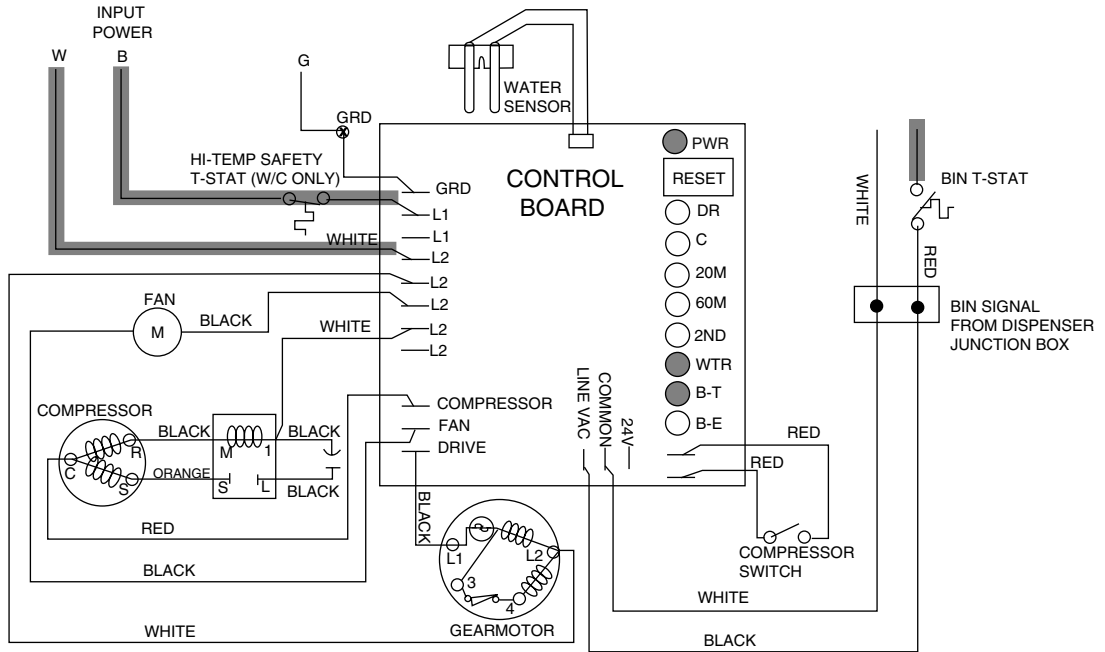 INPUT
POWER
W
B
G
GRD
WATER
SENSOR
HI-TEMP SAFETY
T-STAT (W/C ONLY)
WHITE
GRD
L1
L1
L2
L2
L2
L2
L2
CONTROL
BOARD
PWR
RESET
DR
C
20M
60M
2ND
WTR
B-T
B-E
WHITE
BIN T-STAT
RED
BIN SIGNAL
FROM DISPENSER
JUNCTION BOX
FAN
M
BLACK
WHITE
COMPRESSOR
FAN
DRIVE
LINE VAC
COMMON
24V
RED
RED
COMPRESSOR
SWITCH
COMPRESSOR
C
R
S
BLACK
ORANGE
M
1
S
L
BLACK
BLACK
RED
BLACK
WHITE
BLACK
L1
L2
3
4
GEARMOTOR
WHITE
BLACK